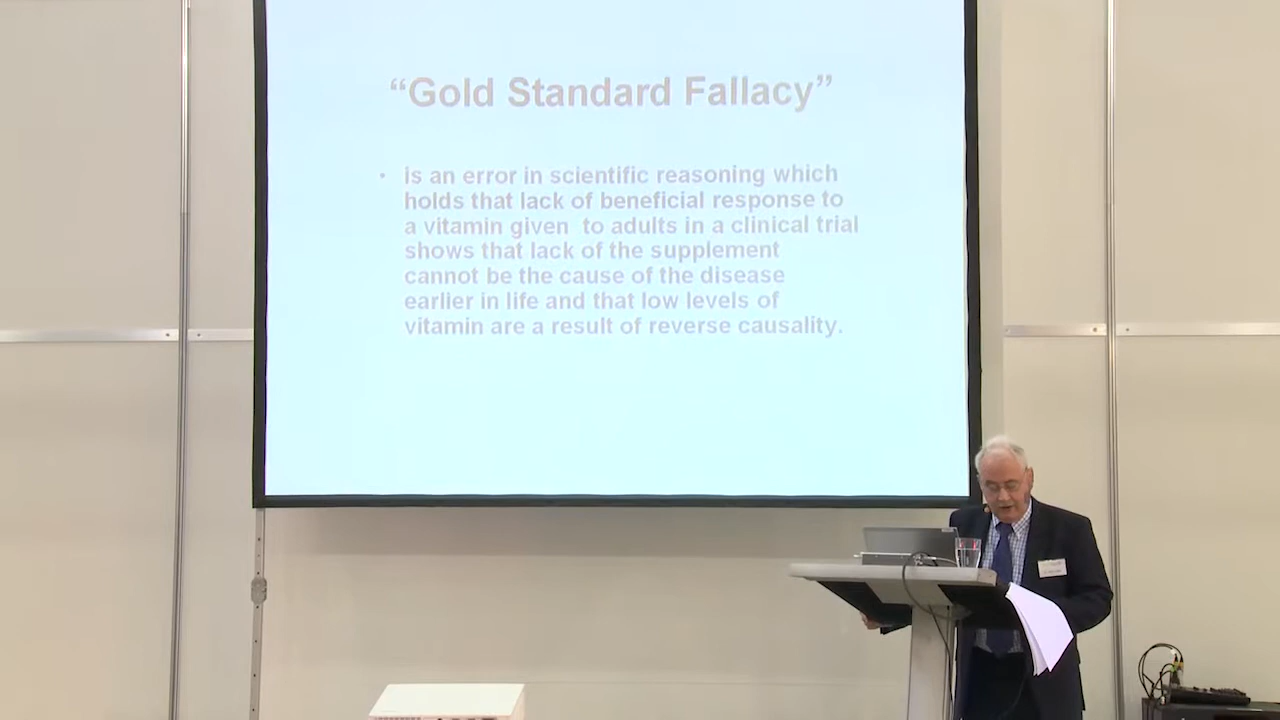 “Gold Standard Fallacy”
• is an error in scientific reasoning which
holds that lack of beneficial response to
a vitamin given to adults in a clinical trial
shows that lack of the supplement
cannot be the cause of the disease
earlier in life and that low levels of
vitamin are a result of reverse causality.